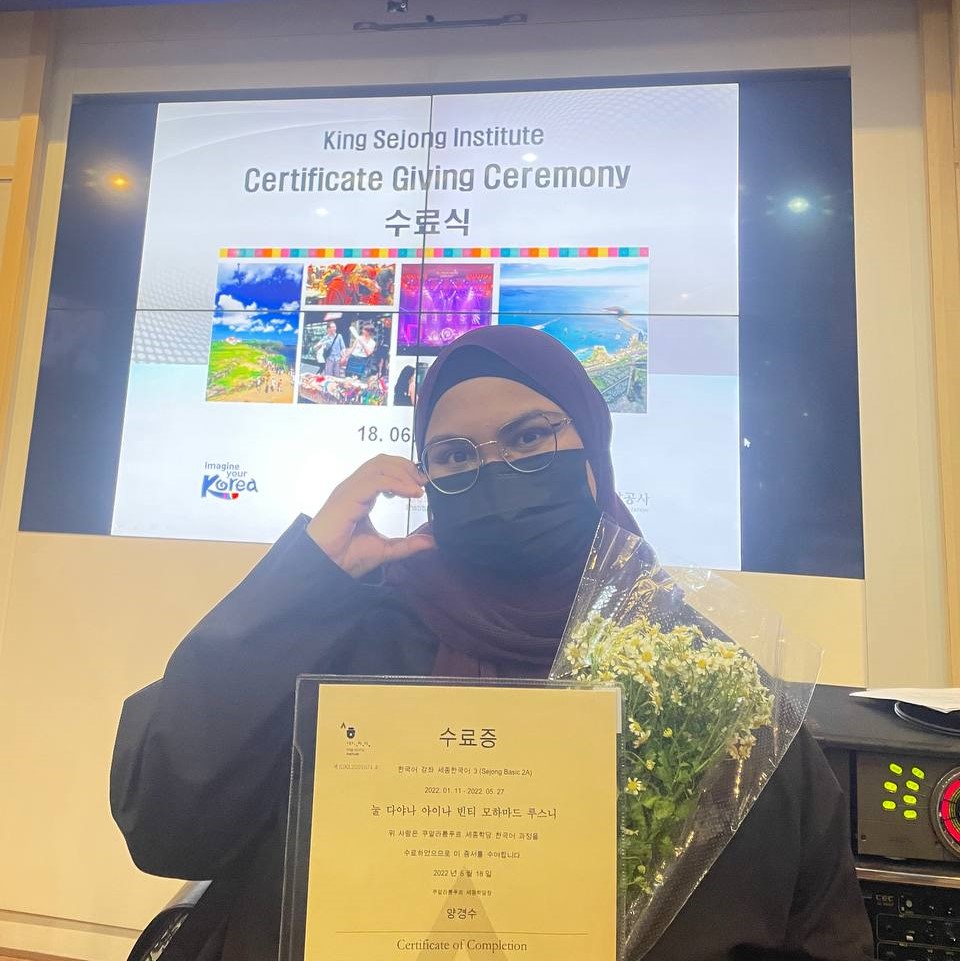 King Sejong Institute
Certificate Giving Ceremony
수료식
18. 06.
Imagine
your
Korea
공사
수료증
한국어 강좌 세종한국어 3 (Sejong Basic 2A)
2022. 01. 11 - 2022. 05. 27
눌 다야나 아이나 빈티 모하마드 루스니
위 사람은 쿠알라룸푸르 세종학당 한국어 과정을
수료하였으므로 이 증서를 수여합니다
2022 년 6 월 18 일
쿠알라룸푸르 세종학당장
양경수
Certificate of Completion